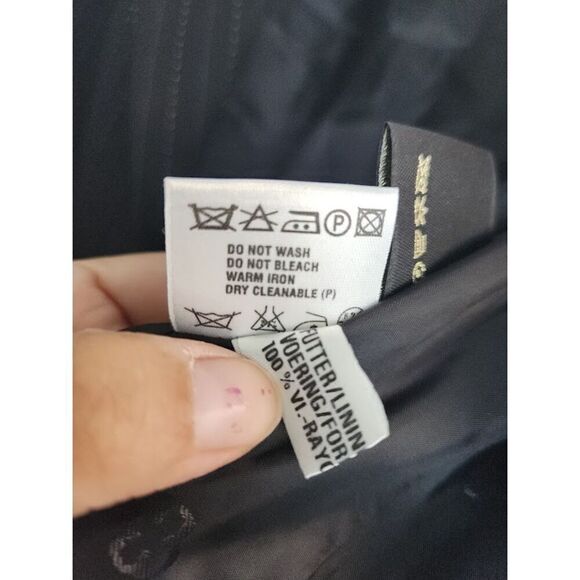 P
DO NOT WASH
DO NOT BLEACH
WARM IRON
DRY CLEANABLE (P)
FUTTER/LININ
VOERING/FOR
100 % VI.-RAYO